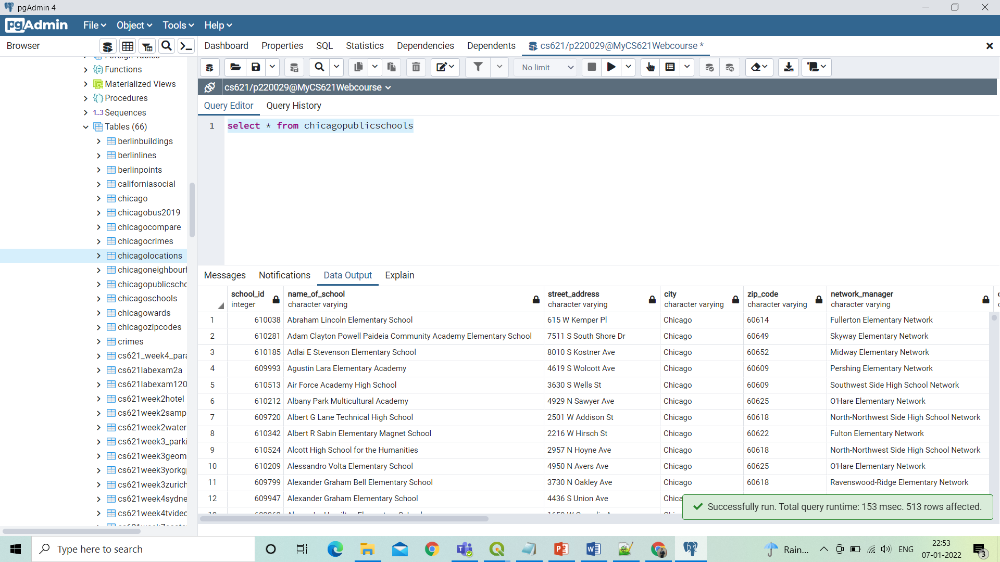 pgAdmin 4
pgAdmin File Object Tools Help
Browser
Dashboard Properties SQL Statistics Dependencies Dependents cs621/p220029@MyCS621Webcourse *
No limit
cs621/p220029@MyCS621Webcourse
Query Editor Query History
1 select * from chicagopublicschools
Functions
Materialized Views
Procedures
1..3 Sequences
Tables (66)
berlinbuildings
berlinlines
berlinpoints
californiasocial
chicago
chicagobus2019
chicagocompare
chicagocrimes
chicagolocations
chicagoneighbourh
chicagopublicscho
chicagoschools
chicagowards
chicagozipcodes
crimes
cs621_week4_para
cs621labexam2a
cs621labexam120
cs621week2hotel
cs621week2samp
cs621week2water
cs621week3_parki
cs621week3geom
cs621week3yorkgp
cs621week3zurich
cs621week4sydne
cs621week4tvidec
Messages Notifications Data Output Explain
school_id name_of_school street_address city zip_code network_manager
integer character varying character varying character varying character varying character varying
1 610038 Abraham Lincoln Elementary School 615 W Kemper Pl Chicago 60614 Fullerton Elementary Network
2 610281 Adam Clayton Powell Paideia Community Academy Elementary School 7511 S South Shore Dr Chicago 60649 Skyway Elementary Network
3 610185 Adlai E Stevenson Elementary School 8010 S Kostner Ave Chicago 60652 Midway Elementary Network
4 609993 Agustin Lara Elementary Academy 4619 S Wolcott Ave Chicago 60609 Pershing Elementary Network
5 610513 Air Force Academy High School 3630 S Wells St Chicago 60609 Southwest Side High School Network
6 610212 Albany Park Multicultural Academy 4929 N Sawyer Ave Chicago 60625 O'Hare Elementary Network
7 609720 Albert G Lane Technical High School 2501 W Addison St Chicago 60618 North-Northwest Side High School Network
8 610342 Albert R Sabin Elementary Magnet School 2216 W Hirsch St Chicago 60622 Fulton Elementary Network
9 610524 Alcott High School for the Humanities 2957 N Hoyne Ave Chicago 60618 North-Northwest Side High School Network
10 610209 Alessandro Volta Elementary School 4950 N Avers Ave Chicago 60625 O'Hare Elementary Network
11 609799 Alexander Graham Bell Elementary School 3730 N Oakley Ave Chicago 60618 Ravenswood-Ridge Elementary Network
12 609947 Alexander Graham Elementary School 4436 S Union Ave Chica
Successfully run. Total query runtime: 153 msec. 513 rows affected.
Type here to search
Rain... ENG
22:53
07-01-2022
3